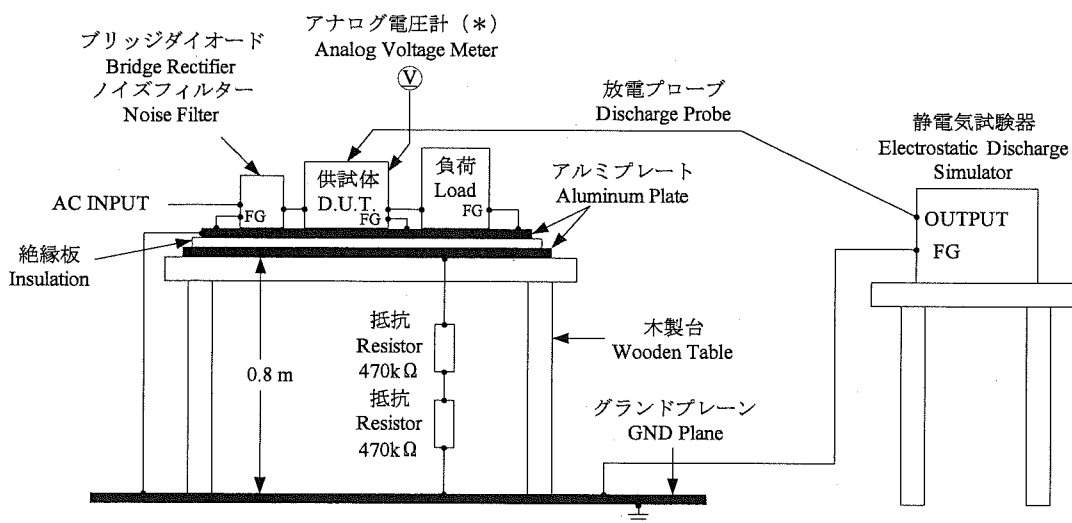 ブリッジダイオード
Bridge Rectifier
ノイズフィルター
Noise Filter
アナログ電圧計（*）
Analog Voltage Meter
V
放電プローブ
Discharge Probe
静電気試験器
Electrostatic Discharge
Simulator
AC INPUT
FG
供試体
D.U.T.
FG
負荷
Load
FG
アルミプレート
Aluminum Plate
OUTPUT
FG
絶縁板
Insulation
0.8 m
抵抗
Resistor
470kΩ
抵抗
Resistor
470kΩ
木製台
Wooden Table
グランドプレーン
GND Plane